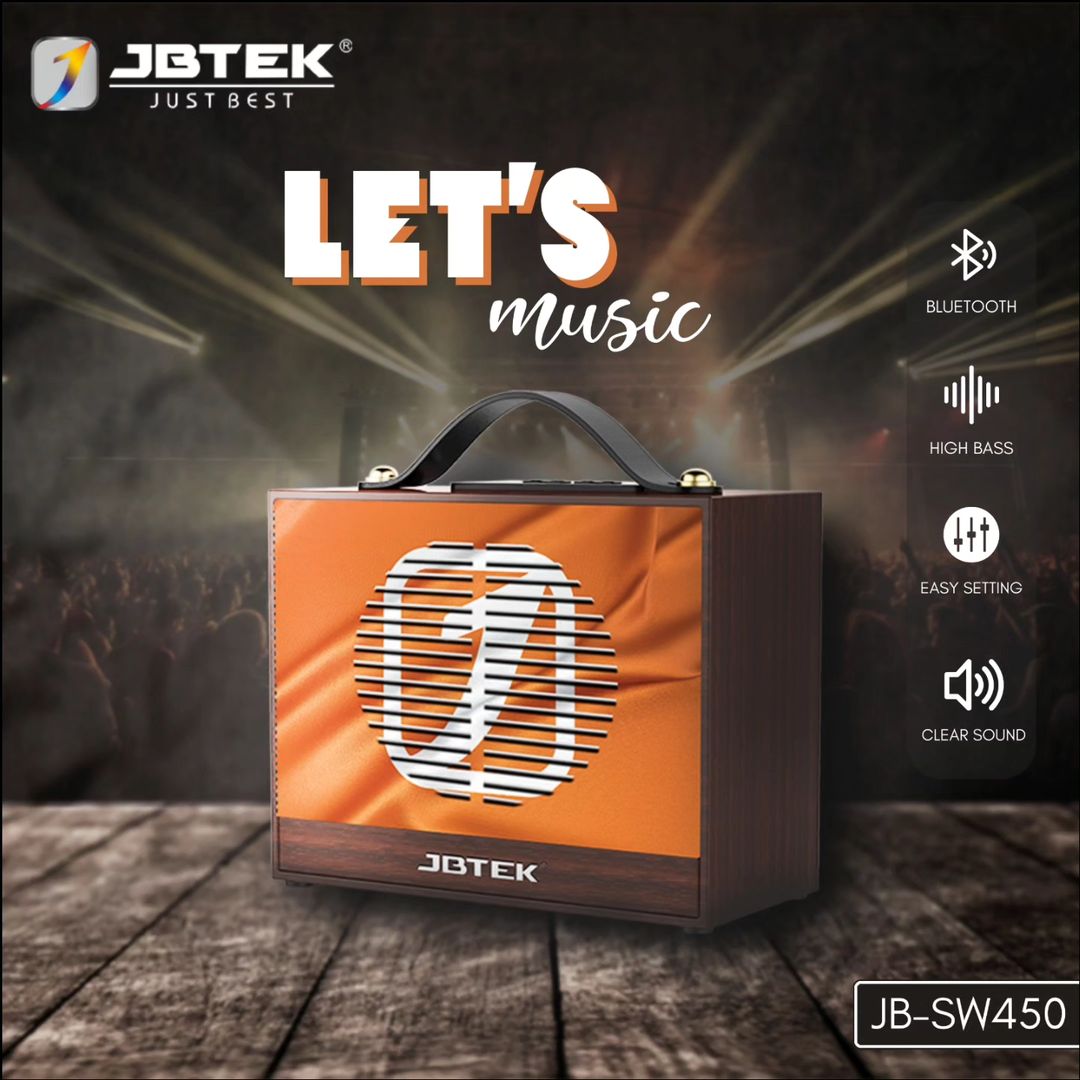 JBTEK®
JUST BEST
LET'S
music
BLUETOOTH
HIGH BASS
EASY SETTING
CLEAR SOUND
JBTEK
JB-SW450